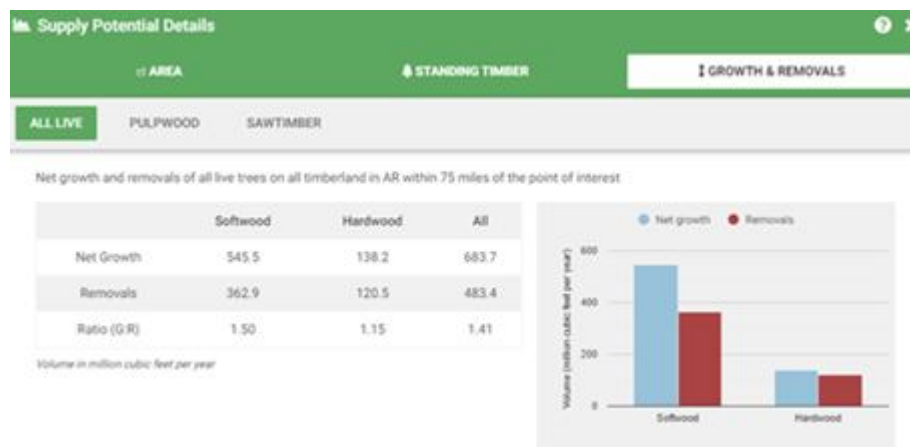 Supply Potential Details
AREA
STANDING TIMBER
GROWTH & REMOVALS
ALL LIVE PULPWOOD SAWTIMBER
Net growth and removals of all live trees on all timberland in AR within 75 miles of the point of interest
Softwood Hardwood All
Net Growth 545.5 138.2 683.7
Removals 362.9 120.5 483.4
Ratio (G:R) 1.50 1.15 1.41
Volume in million cubic feet per year
Net growth Removals
Volume (million cubic feet per year)
600
400
200
0
Softwood Hardwood